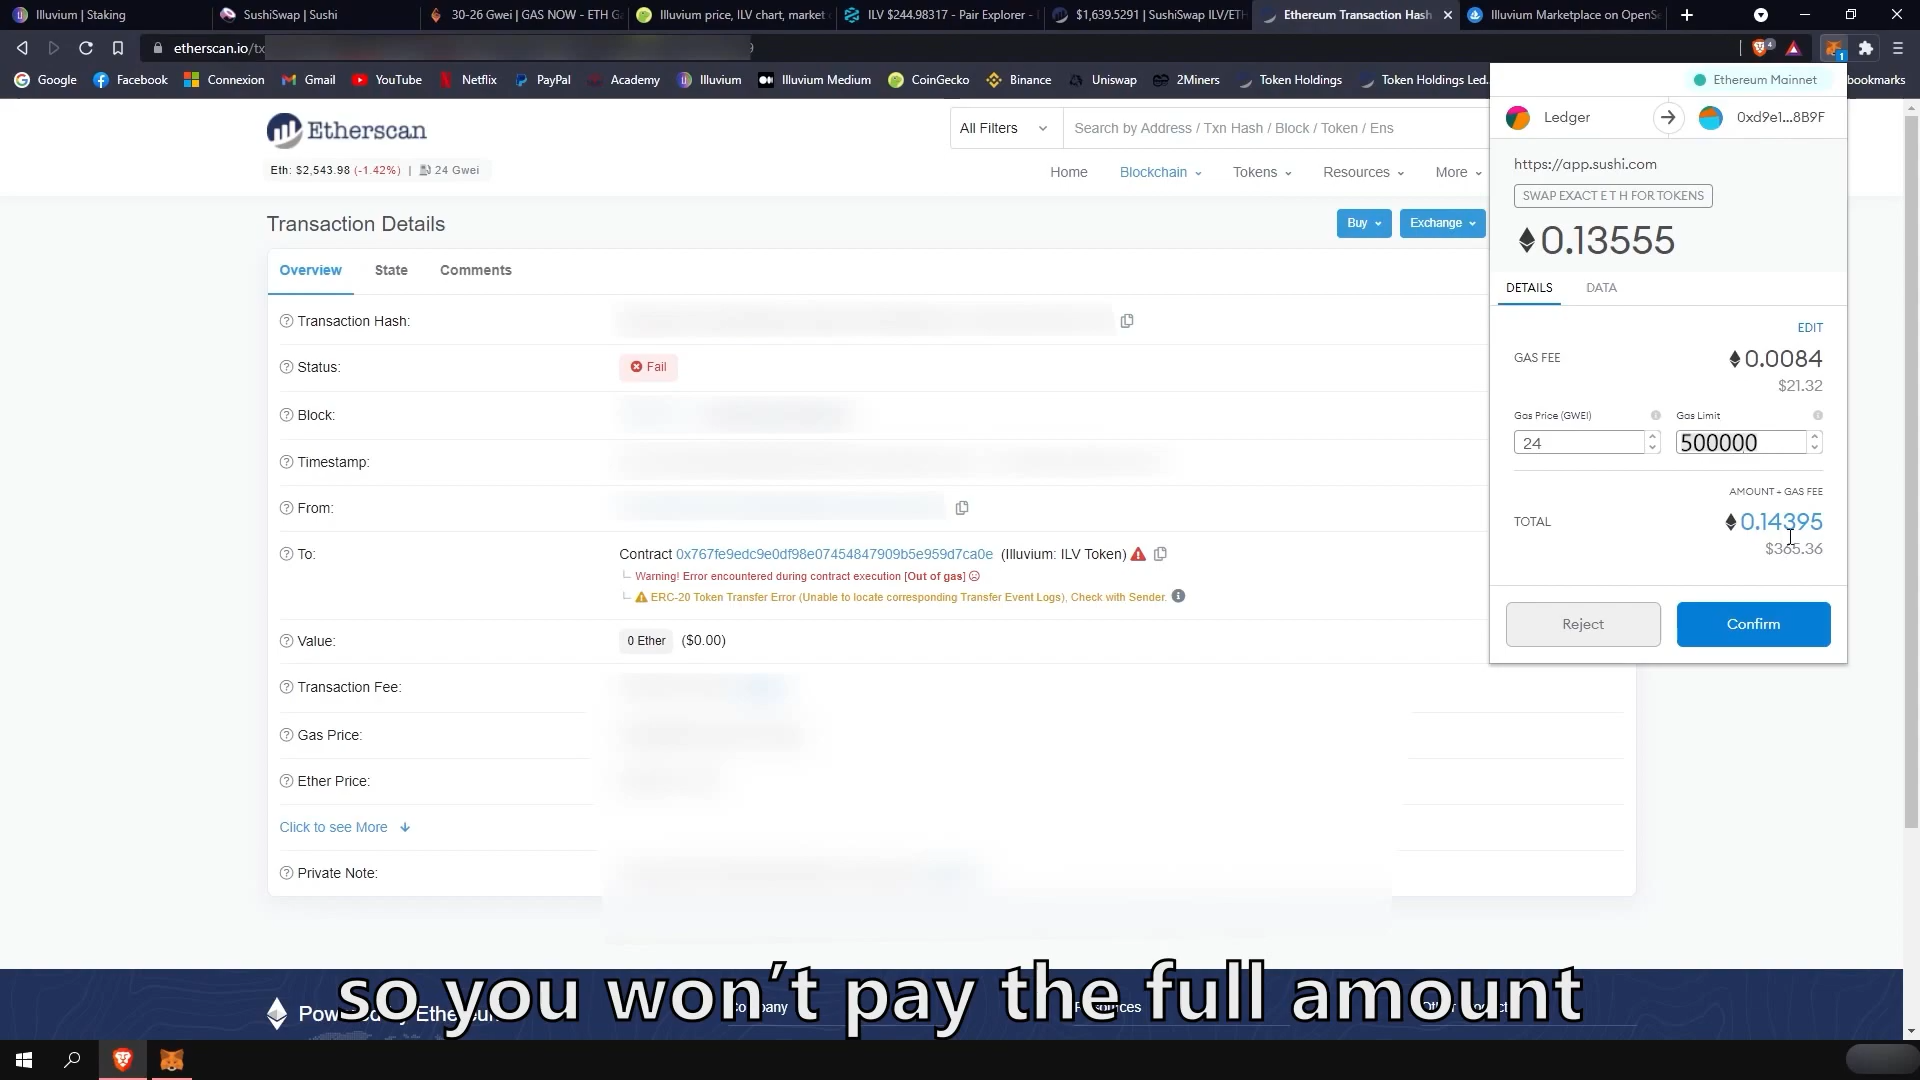 Illuvium | Staking
SushiSwap | Sushi
30-26 Gwei | GAS NOW - ETH G
Illuvium price, ILV chart, market
ILV $244.98317 - Pair Explorer -
$1,639.5291 | SushiSwap ILV/ETH
Ethereum Transaction Hash
Illuvium Marketplace on OpenSe
etherscan.io/tx
Google
Facebook
Connexion
Gmail
YouTube
Netflix
PayPal
Academy
Illuvium
Illuvium Medium
CoinGecko
Binance
Uniswap
2Miners
Token Holdings
Token Holdings Led.
bookmarks
Ethereum Mainnet
Ledger
0xd9e1...8B9F
https://app.sushi.com
SWAP EXACT E T H FOR TOKENS
0.13555
DETAILS
DATA
EDIT
GAS FEE
0.0084
$21.32
Gas Price (GWEI)
Gas Limit
24
500000
AMOUNT + GAS FEE
TOTAL
0.14395
$365.36
Reject
Confirm
Etherscan
All Filters
Search by Address / Txn Hash / Block / Token / Ens
Eth: $2,543.98 (-1.42%) | 24 Gwei
Home
Blockchain
Tokens
Resources
More
Transaction Details
Buy
Exchange
Overview
State
Comments
Transaction Hash:
Status:
Fail
Block:
Timestamp:
From:
To:
Contract 0x767fe9edc9e0df98e07454847909b5e959d7ca0e (Illuvium: ILV Token)
Warning! Error encountered during contract execution [Out of gas]
ERC-20 Token Transfer Error (Unable to locate corresponding Transfer Event Logs), Check with Sender.
Value:
0 Ether ($0.00)
Transaction Fee:
Gas Price:
Ether Price:
Click to see More
Private Note:
so you won't pay the full amount
Company